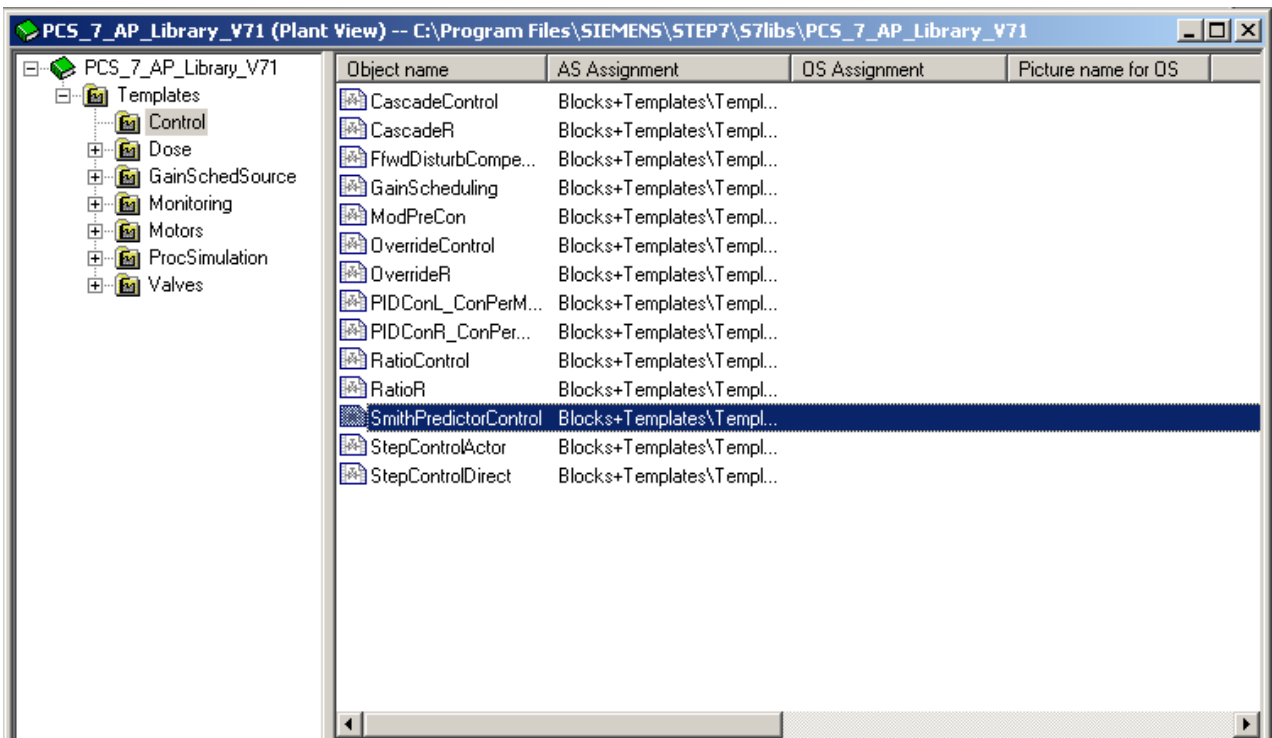 PCS_7_AP_Library_V71 (Plant View) -- C:\Program Files\SIEMENS\STEP7\S7libs\PCS_7_AP_Library_V71
PCS_7_AP_Library_V71
Templates
Control
Dose
GainSchedSource
Monitoring
Motors
ProcSimulation
Valves
Object name AS Assignment OS Assignment Picture name for OS
CascadeControl Blocks+Templates\Templ...
CascadeR Blocks+Templates\Templ...
FfwdDisturbCompe... Blocks+Templates\Templ...
GainScheduling Blocks+Templates\Templ...
ModPreCon Blocks+Templates\Templ...
OverrideControl Blocks+Templates\Templ...
OverrideR Blocks+Templates\Templ...
PIDConL_ConPerM... Blocks+Templates\Templ...
PIDConR_ConPer... Blocks+Templates\Templ...
RatioControl Blocks+Templates\Templ...
RatioR Blocks+Templates\Templ...
SmithPredictorControl Blocks+Templates\Templ...
StepControlActor Blocks+Templates\Templ...
StepControlDirect Blocks+Templates\Templ...